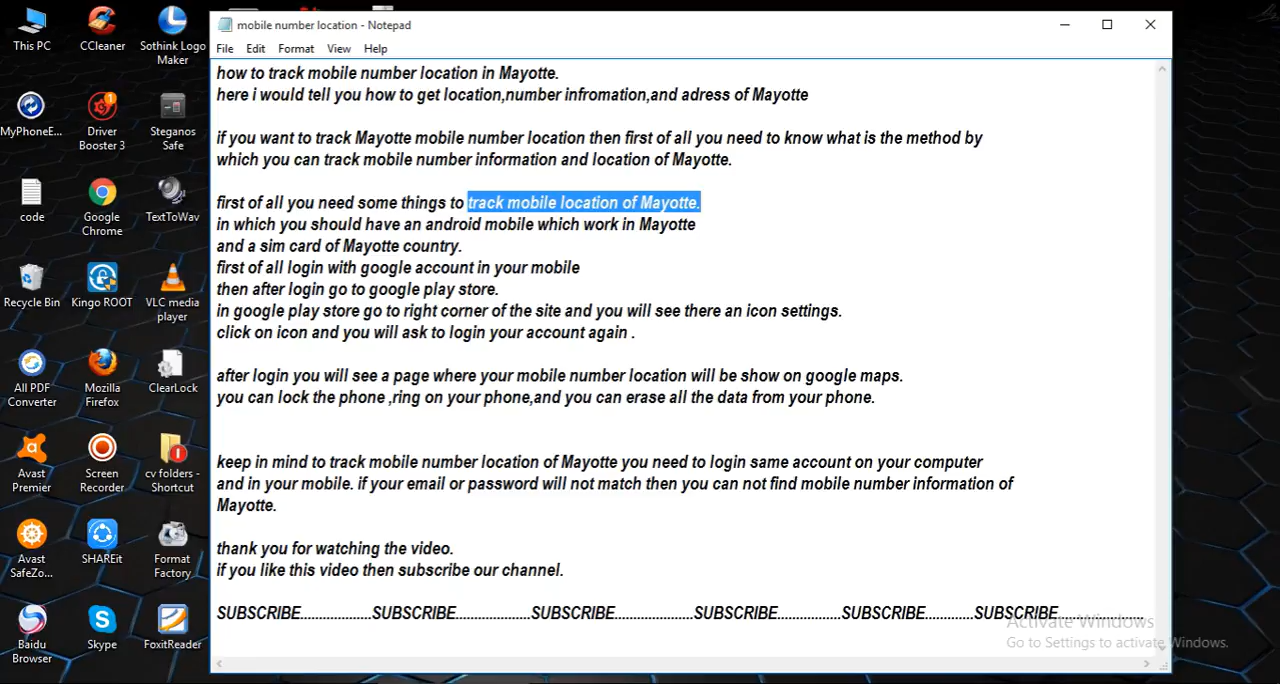 mobile number location - Notepad
File Edit Format View Help
how to track mobile number location in Mayotte.
here i would tell you how to get location,number infromation,and adress of Mayotte
if you want to track Mayotte mobile number location then first of all you need to know what is the method by
which you can track mobile number information and location of Mayotte.
first of all you need some things to track mobile location of Mayotte.
in which you should have an android mobile which work in Mayotte
and a sim card of Mayotte country.
first of all login with google account in your mobile
then after login go to google play store.
in google play store go to right corner of the site and you will see there an icon settings.
click on icon and you will ask to login your account again .
after login you will see a page where your mobile number location will be show on google maps.
you can lock the phone ,ring on your phone,and you can erase all the data from your phone.
keep in mind to track mobile number location of Mayotte you need to login same account on your computer
and in your mobile. if your email or password will not match then you can not find mobile number information of
Mayotte.
thank you for watching the video.
if you like this video then subscribe our channel.
SUBSCRIBE....................SUBSCRIBE.....................SUBSCRIBE......................SUBSCRIBE..................SUBSCRIBE.............SUBSCRIBE........................
Activate Windows
Go to Settings to activate Windows.
This PC
CCleaner
Sothink Logo
Maker
MyPhoneE...
Driver
Booster 3
Steganos
Safe
code
Google
Chrome
TextToWav
Recycle Bin
Kingo ROOT
VLC media
player
All PDF
Converter
Mozilla
Firefox
ClearLock
Avast
Premier
Screen
Recorder
cv folders -
Shortcut
Avast
SafeZo...
SHAREit
Format
Factory
Baidu
Browser
Skype
FoxitReader